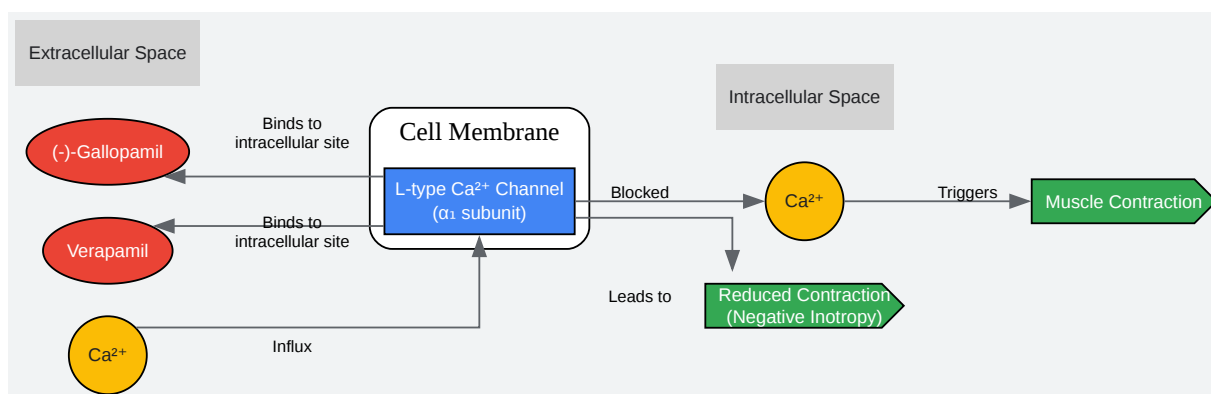 Extracellular Space
Intracellular Space
Cell Membrane
Binds to
intracellular site
(-)-Gallopamil
L-type Ca²⁺ Channel
(α₁ subunit)
Blocked
Ca²⁺
Triggers
Muscle Contraction
Binds to
intracellular site
Verapamil
Leads to
Reduced Contraction
(Negative Inotropy)
Ca²⁺
Influx